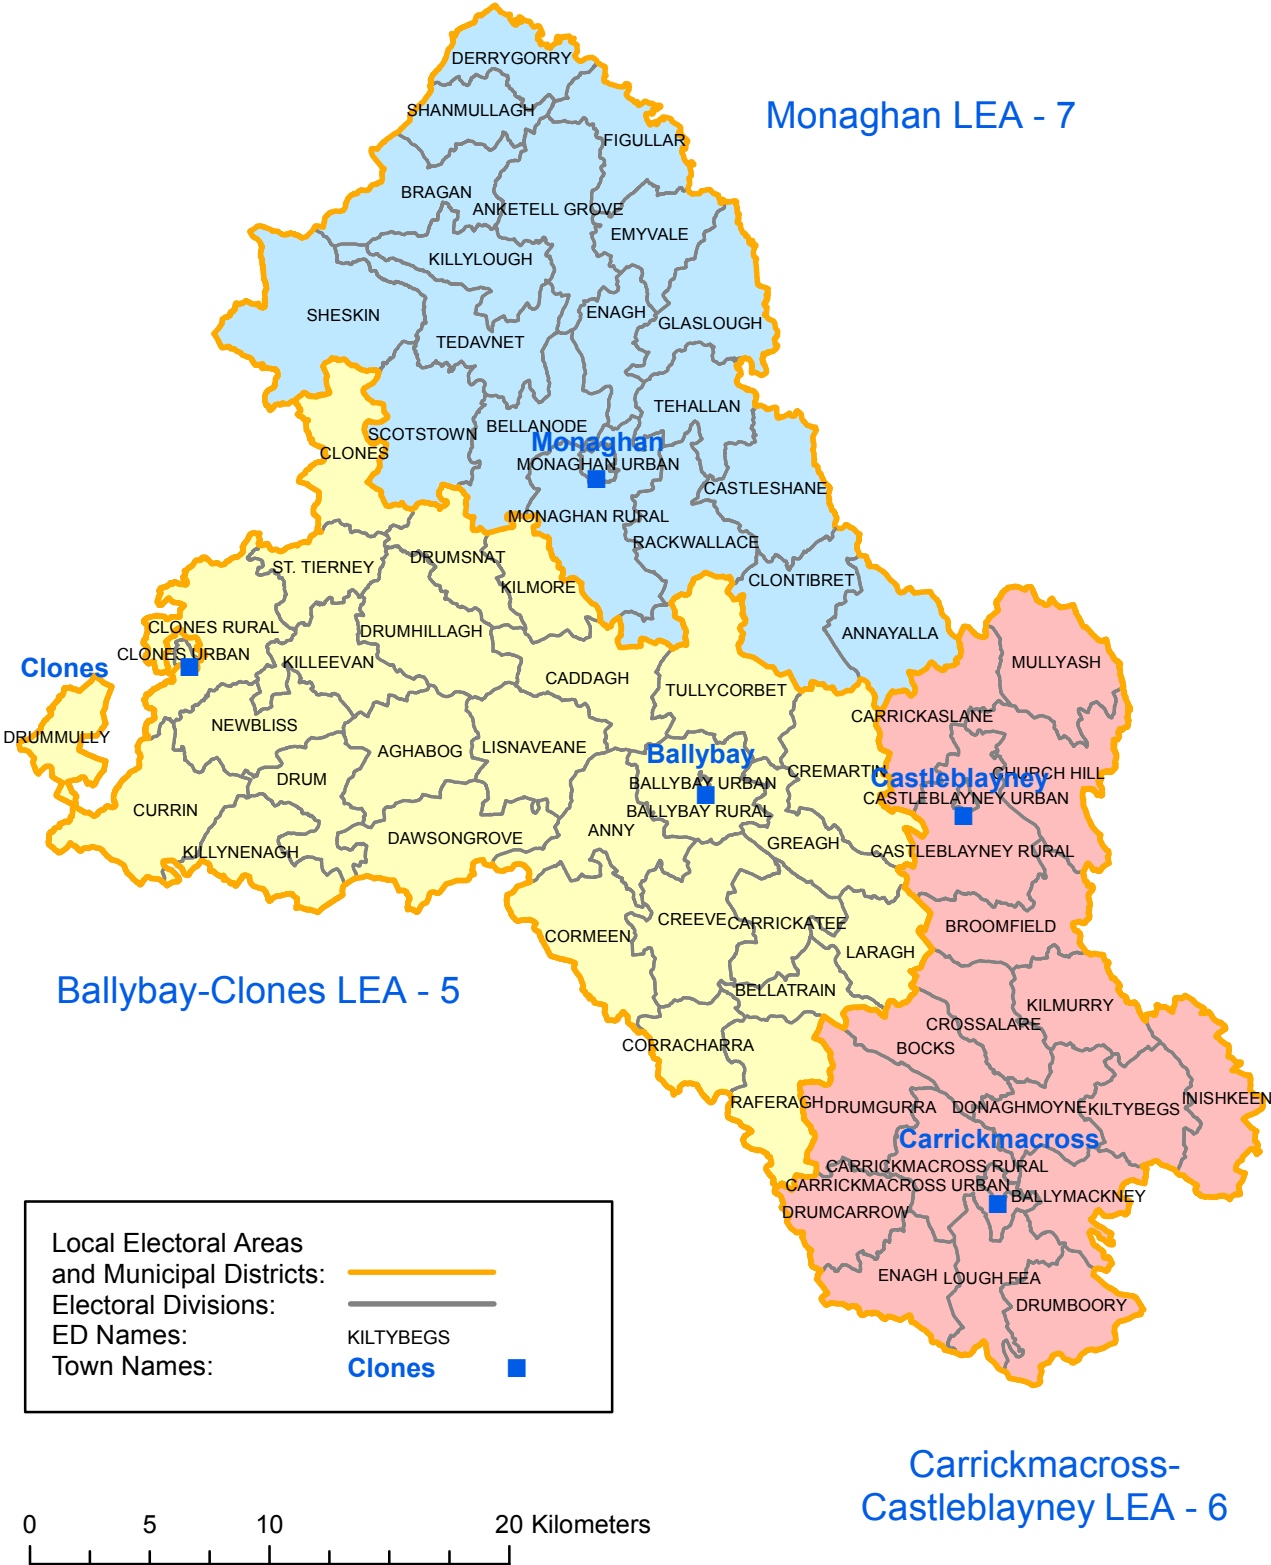 DERRYGORRY
SHANMULLAGH
Monaghan LEA - 7
FIGULLAR
BRAGAN
ANKETELL GROVE
EMYVALE
KILLYLOUGH
SHESKIN
ENAGH
GLASLOUGH
TEDAVNET
TEHALLAN
BELLANODE
SCOTSTOWN
Monaghan
CLONES
MONAGHAN URBAN
CASTLESHANE
MONAGHAN RURAL
RACKWALLACE
DRUMSNAT
ST. TIERNEY
CLONTIBRET
KILMORE
CLONES RURAL
DRUMHILLAGH
ANNAYALLA
CLONES URBAN
KILLEEVAN
MULLYASH
Clones
CADDAGH
TULLYCORBET
CARRICKASLANE
NEWBLISS
DRUMMULLY
AGHABOG
LISNAVEANE
Ballybay
CREMARTIN
CHURCH HILL
DRUM
Castleblayney
BALLYBAY URBAN
CASTLEBLAYNEY URBAN
CURRIN
BALLYBAY RURAL
ANNY
DAWSONGROVE
GREAGH
KILLYNENAGH
CASTLEBLAYNEY RURAL
CREEVE
CARRICKATEE
BROOMFIELD
CORMEEN
LARAGH
Ballybay-Clones LEA - 5
BELLATRAIN
KILMURRY
CROSSALARE
CORRACHARRA
BOCKS
RAFERAGH
DRUMGURRA
DONAGHMOYNE
KILTYBEGS
INISHKEEN
Carrickmacross
CARRICKMACROSS RURAL
CARRICKMACROSS URBAN
BALLYMACKNEY
DRUMCARROW
ENAGH
LOUGH FEA
DRUMBOORY
Local Electoral Areas
and Municipal Districts:
Electoral Divisions:
ED Names: KILTYBEGS
Town Names: Clones
Carrickmacross-
Castleblayney LEA - 6
0 5 10 20 Kilometers